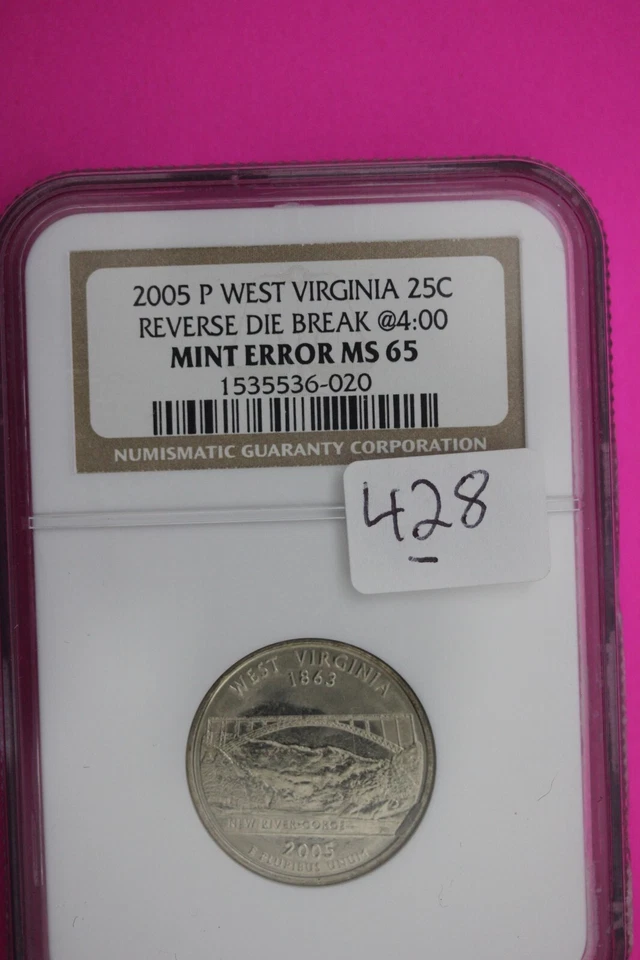 2005 P WEST VIRGINIA 25C
REVERSE DIE BREAK @4:00
MINT ERROR MS 65
1535536-020
NUMISMATIC GUARANTY CORPORATION
428
WEST VIRGINIA
1863
NEW RIVER GORGE
2005
E PLURIBUS UNUM